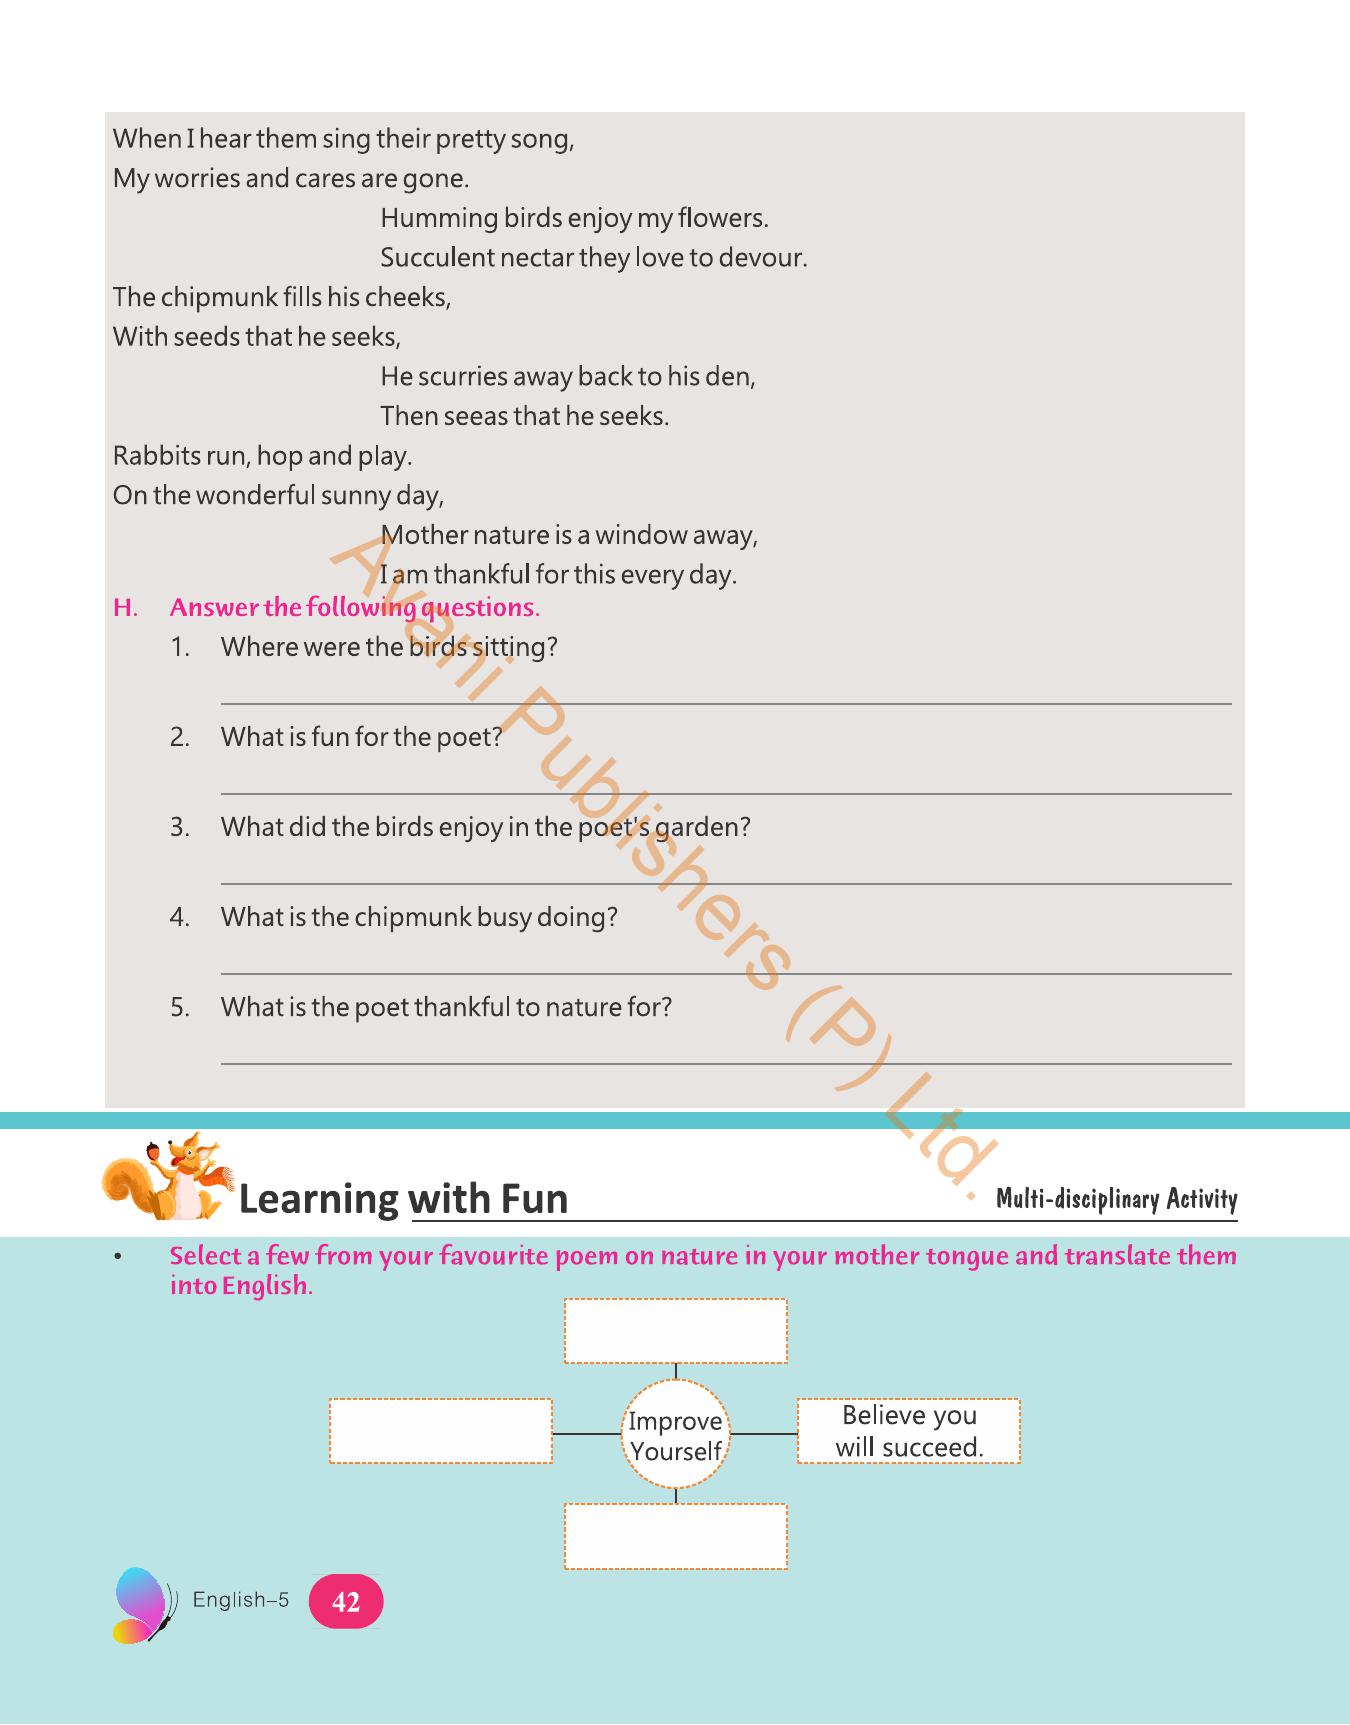 When I hear them sing their pretty song,
My worries and cares are gone.
Humming birds enjoy my flowers.
Succulent nectar they love to devour.
The chipmunk fills his cheeks,
With seeds that he seeks,
He scurries away back to his den,
Then seeas that he seeks.
Rabbits run, hop and play.
On the wonderful sunny day,
Mother nature is a window away,
I am thankful for this every day.
H. Answer the following questions.
1. Where were the birds sitting?
2. What is fun for the poet?
3. What did the birds enjoy in the poet's garden?
4. What is the chipmunk busy doing?
5. What is the poet thankful to nature for?
Avani Publishers (P) Ltd.
Learning with Fun
Multi-disciplinary Activity
• Select a few from your favourite poem on nature in your mother tongue and translate them
into English.
Improve
Yourself
Believe you
will succeed.
English–5
42